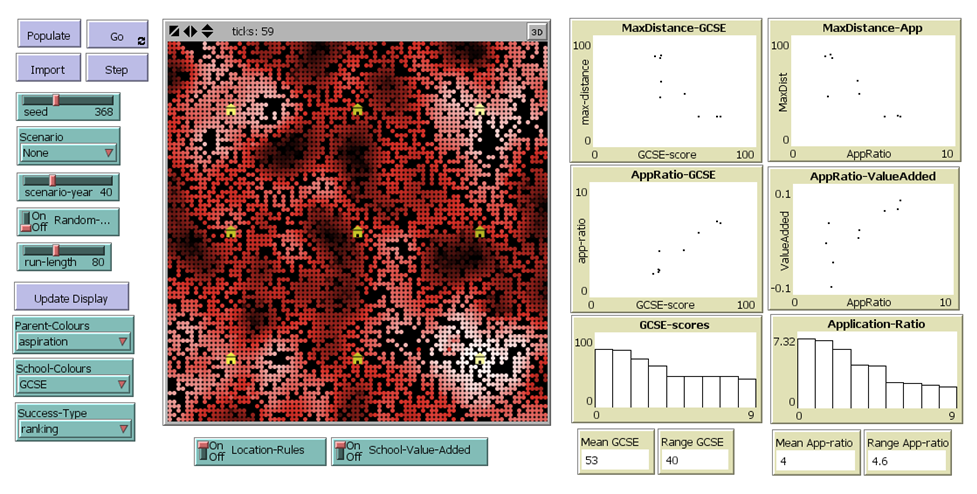 Populate
Go
Import
Step
seed 368
Scenario
None
scenario-year 40
On
Off
Random-...
run-length 80
Update Display
Parent-Colours
aspiration
School-Colours
GCSE
Success-Type
ranking
ticks: 59
3D
On
Off
Location-Rules
On
Off
School-Value-Added
MaxDistance-GCSE
100
max-distance
0
0 GCSE-score 100
MaxDistance-App
100
MaxDist
0
0 AppRatio 10
AppRatio-GCSE
10
app-ratio
0
0 GCSE-score 100
AppRatio-ValueAdded
0.1
ValueAdded
-0.1
0 AppRatio 10
GCSE-scores
100
0
0 9
Application-Ratio
7.32
0
0 9
Mean GCSE
53
Range GCSE
40
Mean App-ratio
4
Range App-ratio
4.6